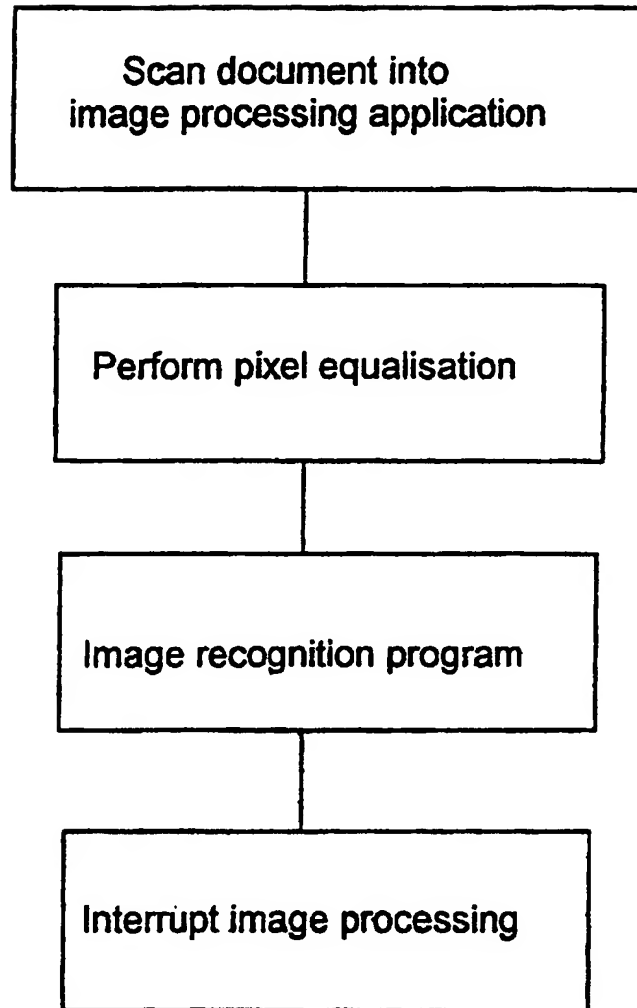 Scan document into
image processing application
Perform pixel equalisation
Image recognition program
Interrupt image processing